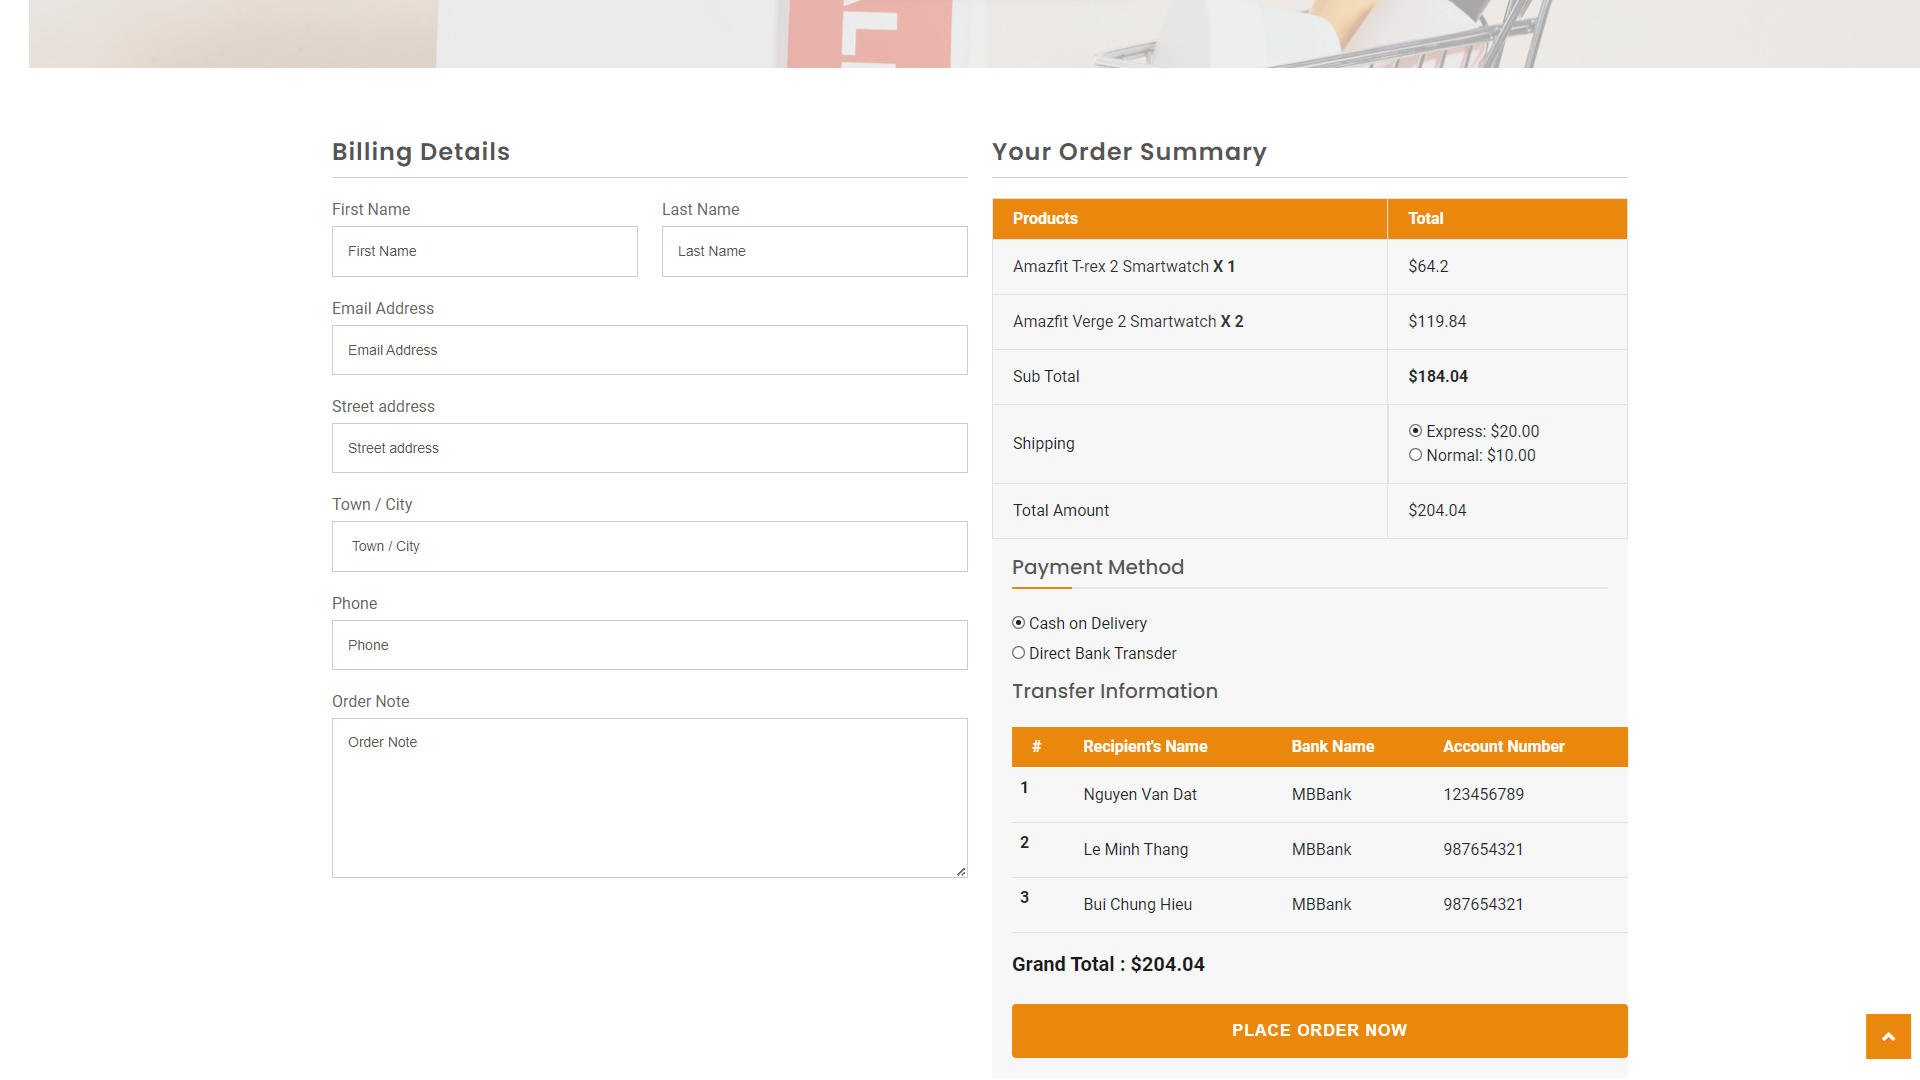 Billing Details
First Name
Last Name
First Name
Last Name
Email Address
Email Address
Street address
Street address
Town / City
Town / City
Phone
Phone
Order Note
Order Note
Your Order Summary
Products Total
Amazfit T-rex 2 Smartwatch X 1 $64.2
Amazfit Verge 2 Smartwatch X 2 $119.84
Sub Total $184.04
Shipping
Express: $20.00
Normal: $10.00
Total Amount $204.04
Payment Method
Cash on Delivery
Direct Bank Transder
Transfer Information
# Recipient's Name Bank Name Account Number
1 Nguyen Van Dat MBBank 123456789
2 Le Minh Thang MBBank 987654321
3 Bui Chung Hieu MBBank 987654321
Grand Total : $204.04
PLACE ORDER NOW